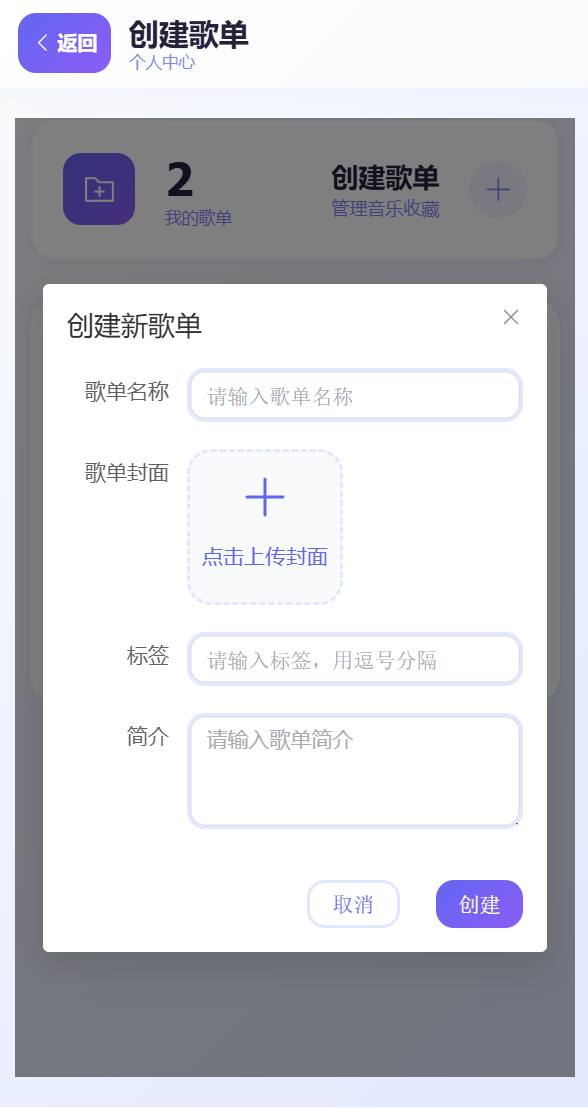 返回
创建歌单
个人中心
2
我的歌单
创建歌单
管理音乐收藏
创建新歌单
歌单名称
请输入歌单名称
歌单封面
点击上传封面
标签
请输入标签，用逗号分隔
简介
请输入歌单简介
取消
创建